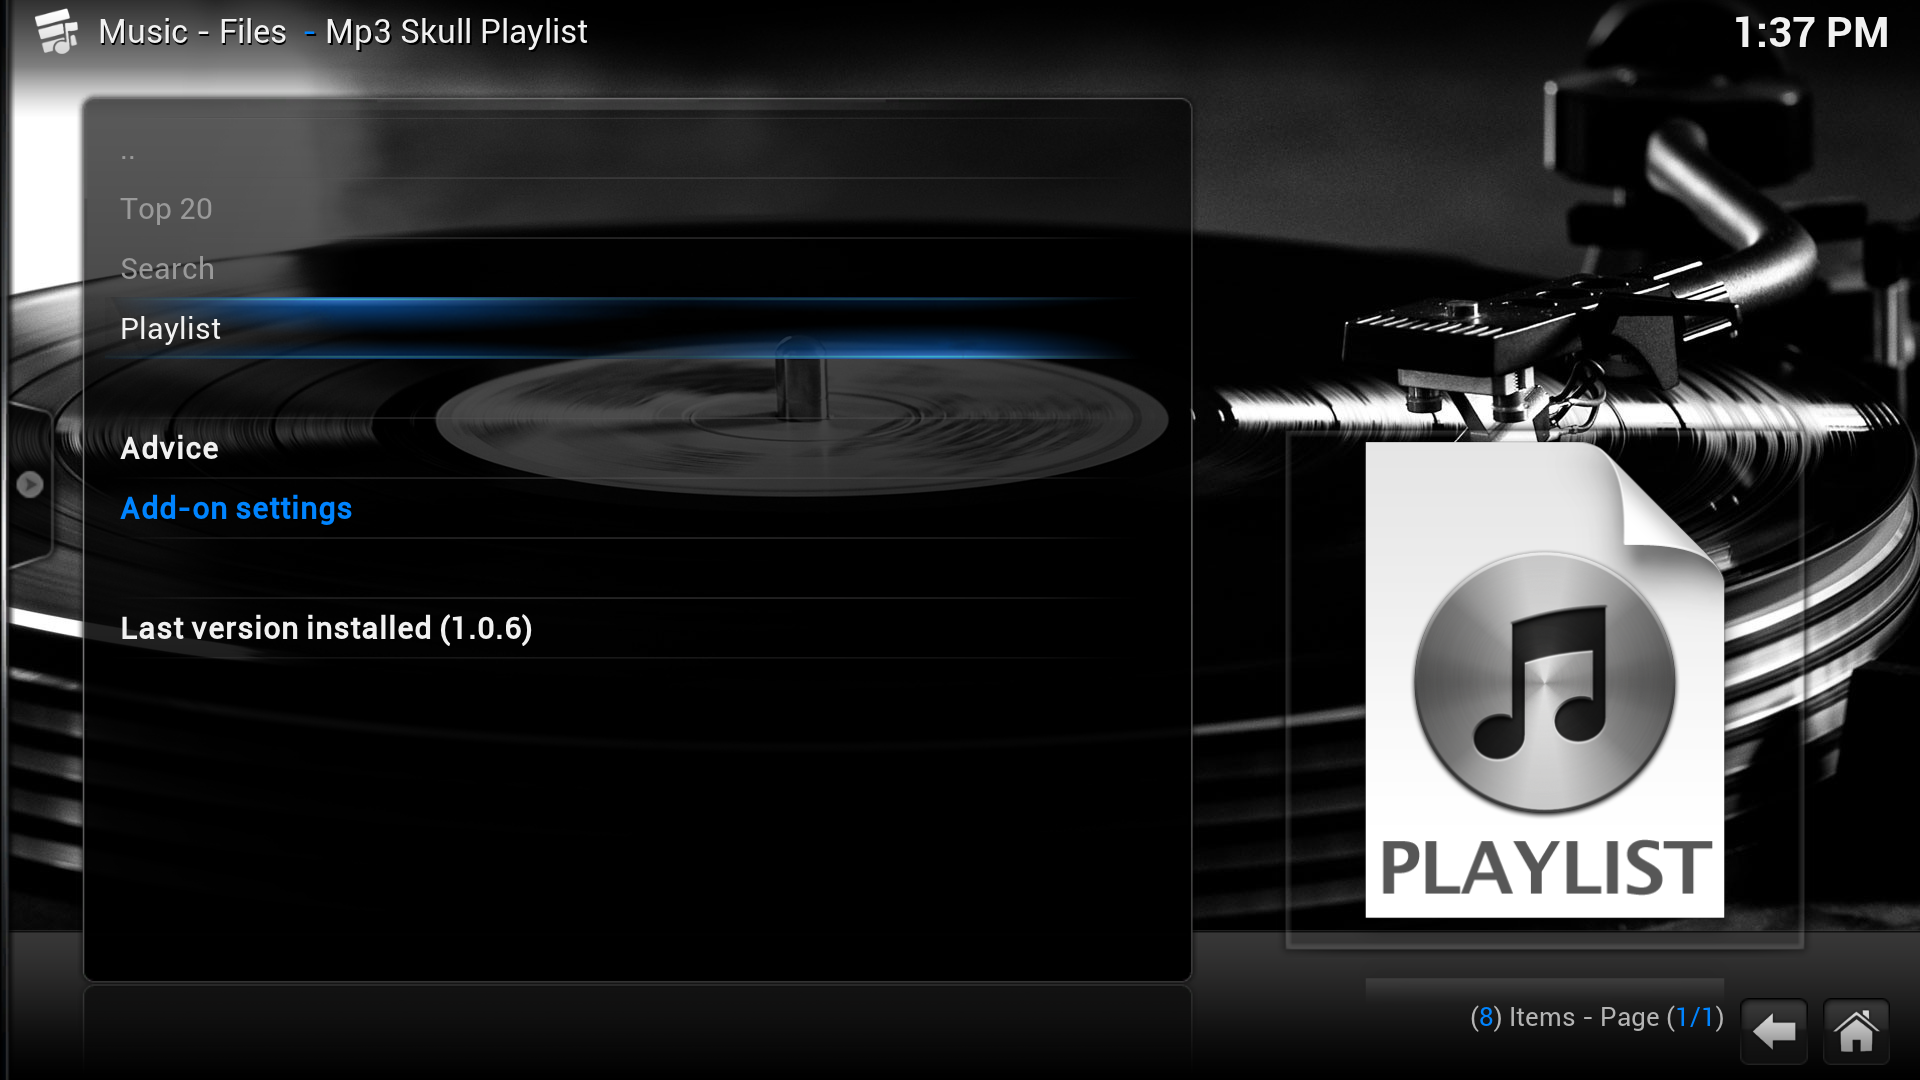 Music - Files - Mp3 Skull Playlist
1:37 PM
..
Top 20
Search
Playlist
Advice
Add-on settings
Last version installed (1.0.6)
PLAYLIST
(8) Items - Page (1/1)